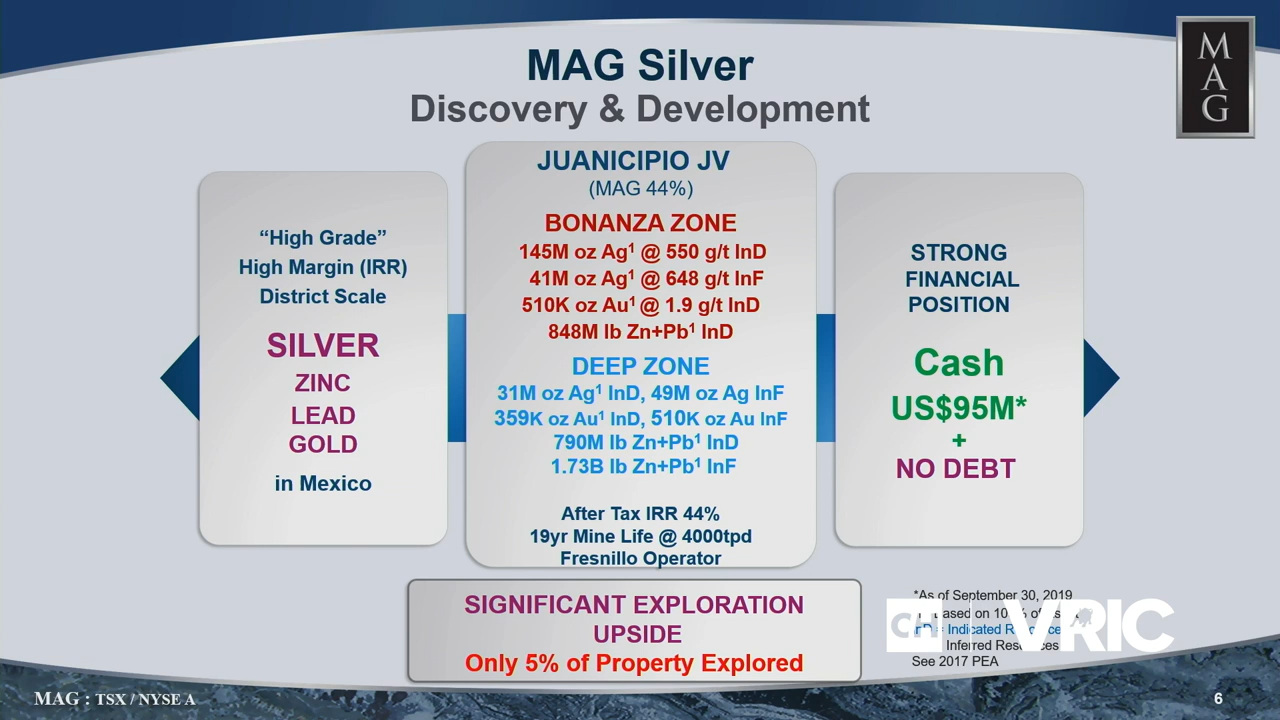 MAG Silver
Discovery & Development
M
A
G
“High Grade”
High Margin (IRR)
District Scale
SILVER
ZINC
LEAD
GOLD
in Mexico
JUANICIPIO JV
(MAG 44%)
BONANZA ZONE
145M oz Ag¹ @ 550 g/t InD
41M oz Ag¹ @ 648 g/t InF
510K oz Au¹ @ 1.9 g/t InD
848M lb Zn+Pb¹ InD
DEEP ZONE
31M oz Ag¹ InD, 49M oz Ag InF
359K oz Au¹ InD, 510K oz Au InF
790M lb Zn+Pb¹ InD
1.73B lb Zn+Pb¹ InF
After Tax IRR 44%
19yr Mine Life @ 4000tpd
Fresnillo Operator
STRONG
FINANCIAL
POSITION
Cash
US$95M*
+
NO DEBT
SIGNIFICANT EXPLORATION
UPSIDE
Only 5% of Property Explored
*As of September 30, 2019
based on
= Indicated
Inferred
See 2017 PEA
CH VRIC
MAG : TSX / NYSE A
6